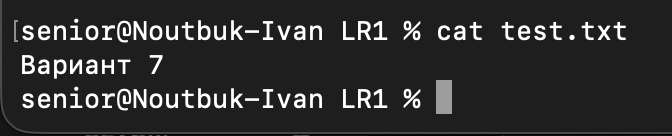 [senior@Noutbuk-Ivan LR1 % cat test.txt
Вариант 7
senior@Noutbuk-Ivan LR1 %